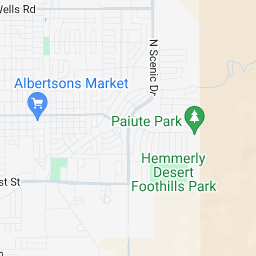 Wells Rd
N Scenic Dr
Albertsons Market
Paiute Park
Hemmerly
Desert
Foothills Park
st St